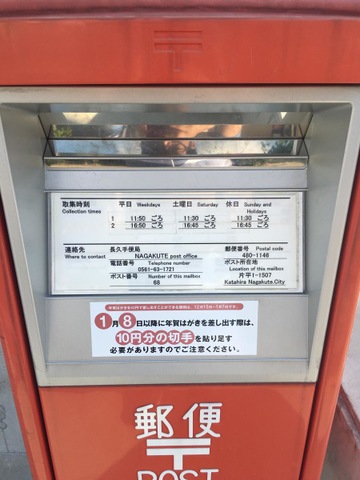 取集時刻 平日 Weekdays 土曜日 Saturday 休日 Sunday and Holidays
Collection times
1 11:50 ごろ 11:30 ごろ 11:30 ごろ
2 16:50 ごろ 16:45 ごろ 16:45 ごろ
連絡先 長久手便局 郵便番号 Postal code
Where to contact NAGAKUTE post office 480-1146
電話番号 Telephone number ポスト所在地
0561-63-1721 Location of this mailbox
ポスト番号 Number of this mailbox 片平1-1507
68 Katahira Nagakute.City
1月8日以降に年賀はがきを差し出す際は、
10円分の切手を貼り足す
必要がありますのでご注意ください。
郵便
〒
POST